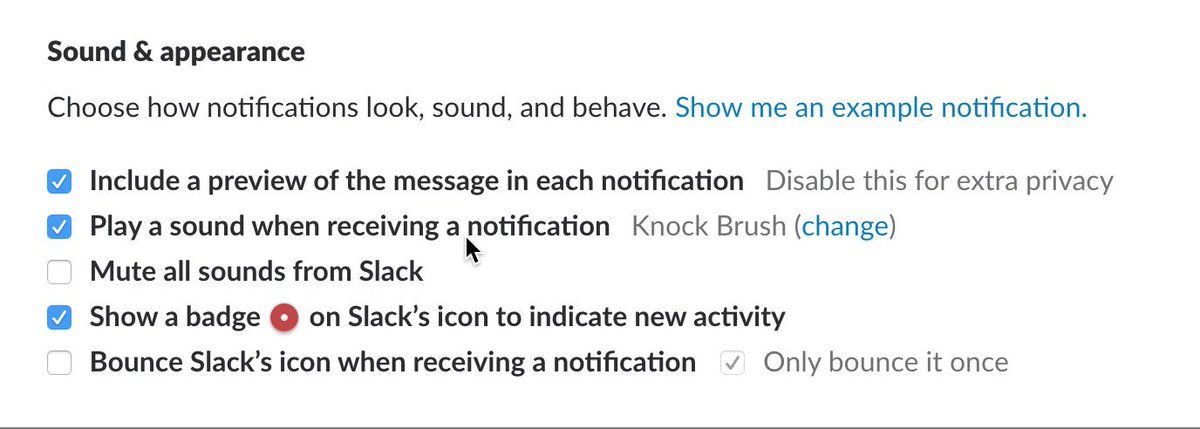 Sound & appearance
Choose how notifications look, sound, and behave. Show me an example notification.
Include a preview of the message in each notification Disable this for extra privacy
Play a sound when receiving a notification Knock Brush (change)
Mute all sounds from Slack
Show a badge on Slack’s icon to indicate new activity
Bounce Slack’s icon when receiving a notification Only bounce it once